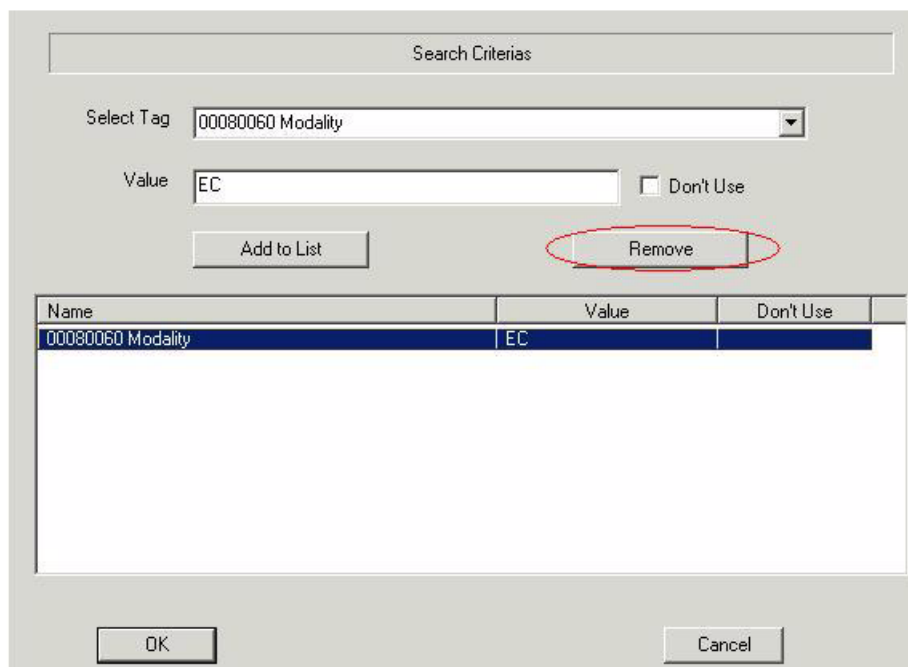 Search Criterias
Select Tag 00080060 Modality
Value EC Don't Use
Add to List Remove
Name Value Don't Use
00080060 Modality EC
OK Cancel